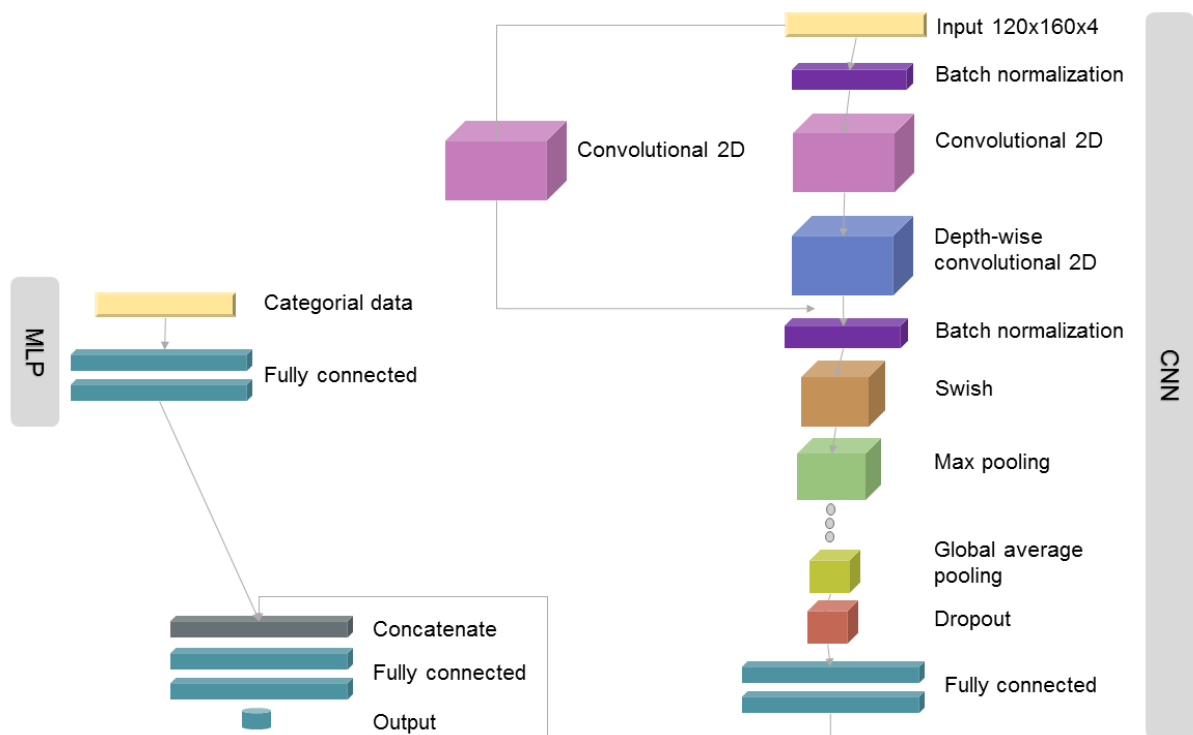 Input 120x160x4
Batch normalization
Convolutional 2D
Convolutional 2D
Depth-wise
convolutional 2D
Batch normalization
Swish
Max pooling
Global average
pooling
Dropout
Fully connected
CNN
MLP
Categorial data
Fully connected
Concatenate
Fully connected
Output